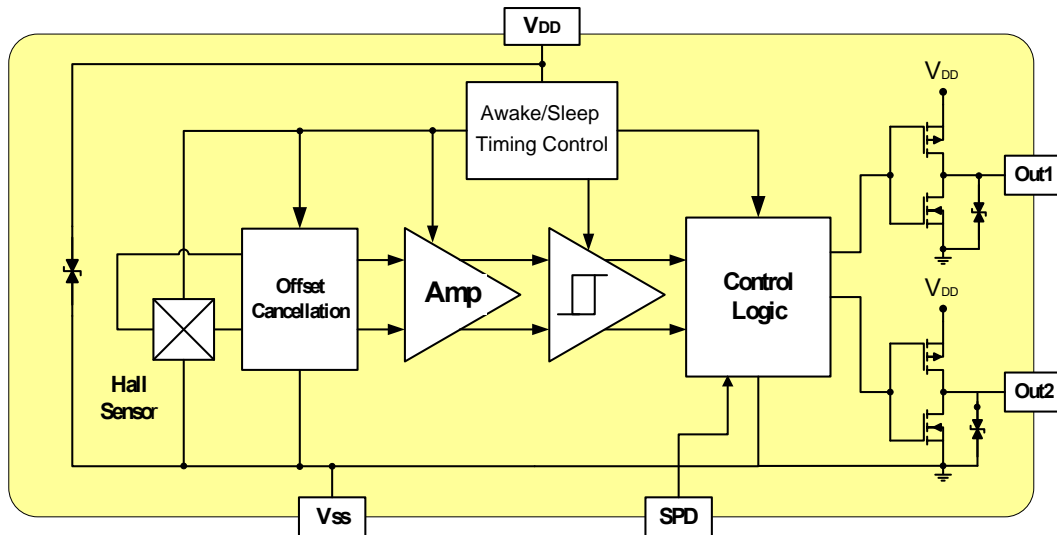 VDD
Awake/Sleep
Timing Control
VDD
Out1
Offset
Cancellation
Amp
Control
Logic
VDD
Hall
Sensor
Out2
Vss
SPD